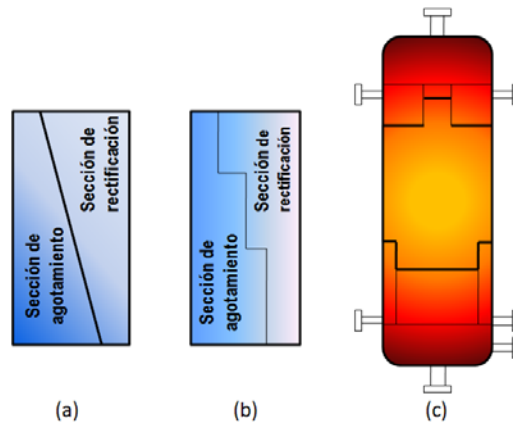 Sección de
agotamiento
Sección de
rectificación
Sección de
agotamiento
Sección de
rectificación
(a)
(b)
(c)